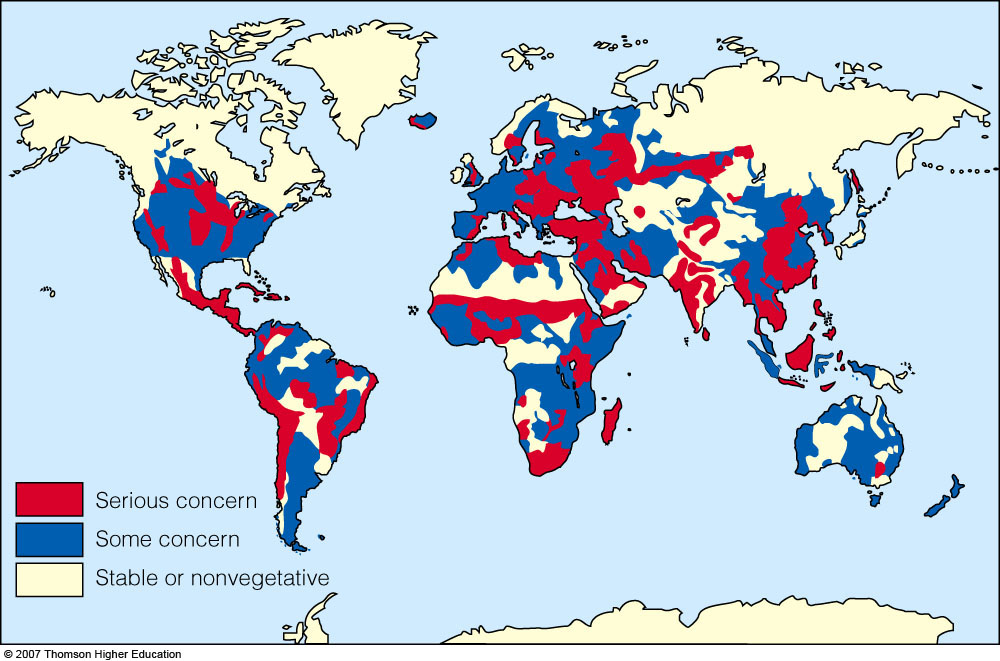 Serious concern
Some concern
Stable or nonvegetative
© 2007 Thomson Higher Education